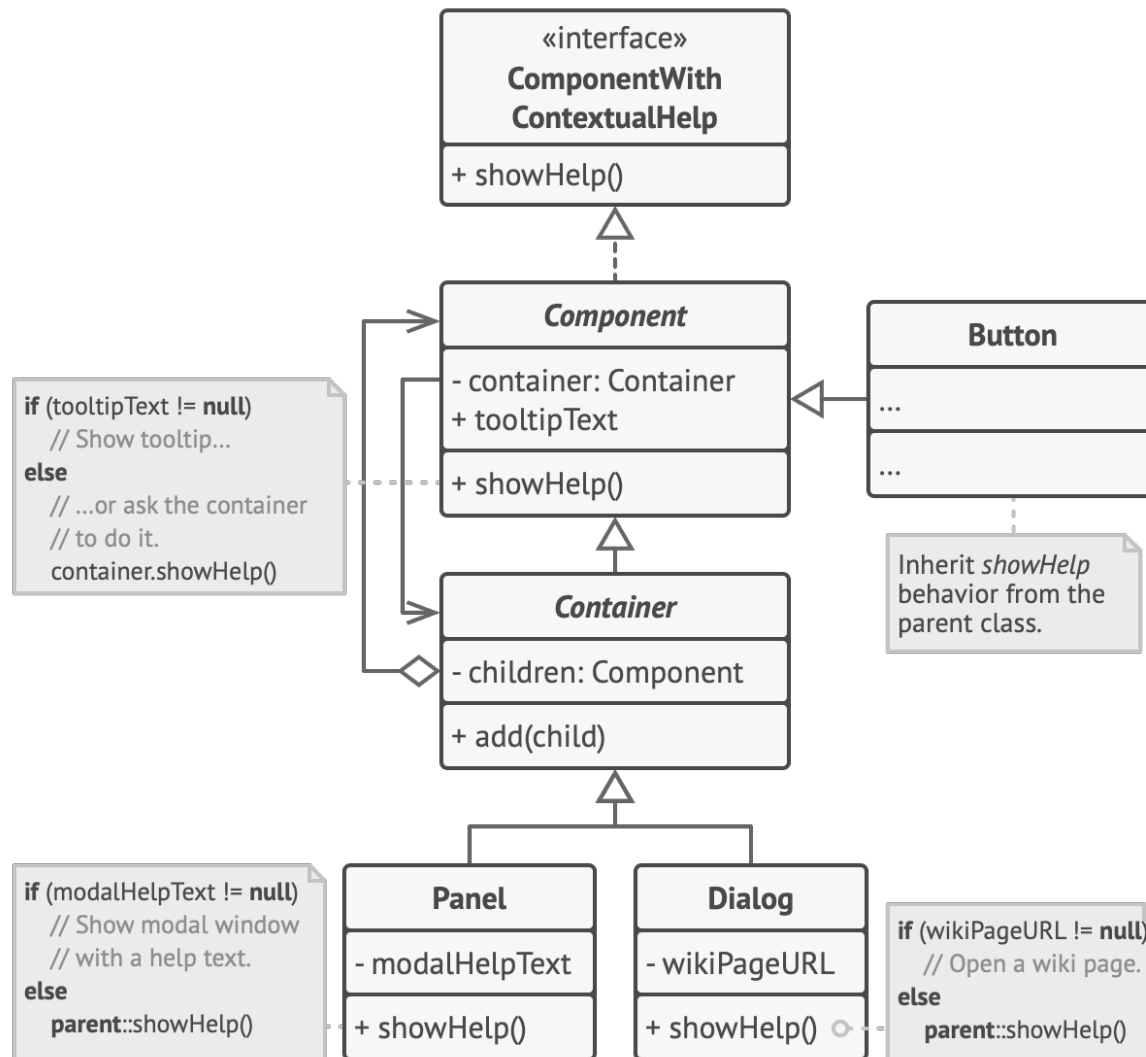 «interface»
ComponentWith
ContextualHelp
+ showHelp()
Component
- container: Container
+ tooltipText
+ showHelp()
Button
...
...
if (tooltipText != null)
// Show tooltip...
else
// ...or ask the container
// to do it.
container.showHelp()
Inherit showHelp
behavior from the
parent class.
Container
- children: Component
+ add(child)
if (modalHelpText != null)
// Show modal window
// with a help text.
else
parent::showHelp()
Panel
- modalHelpText
+ showHelp()
Dialog
- wikiPageURL
+ showHelp()
if (wikiPageURL != null)
// Open a wiki page.
else
parent::showHelp()